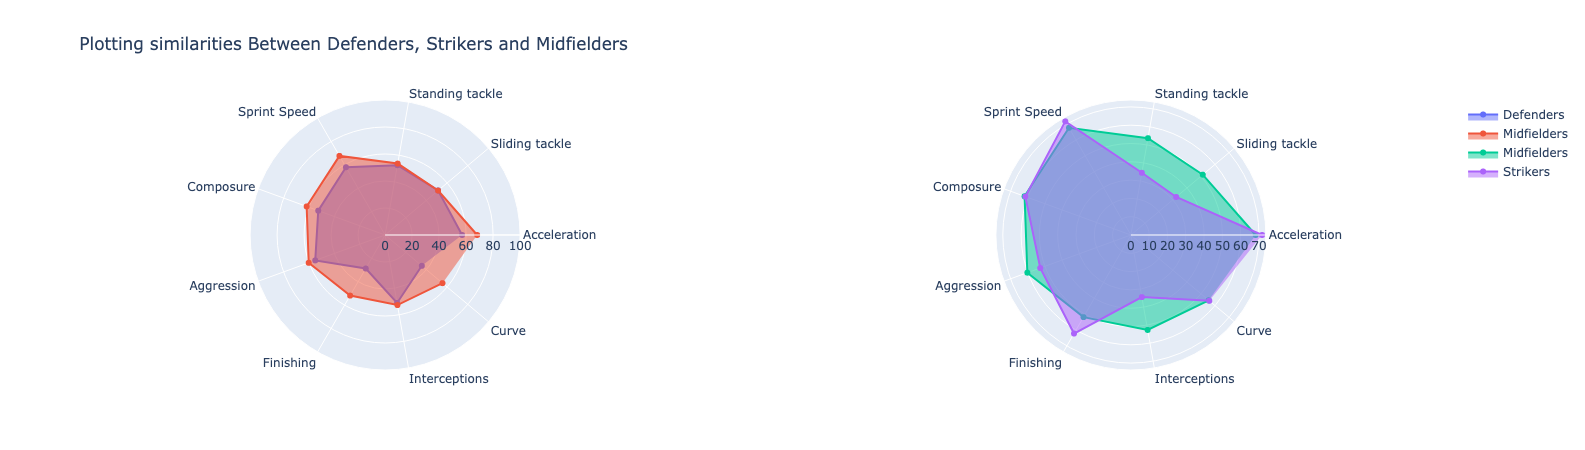 Plotting similarities Between Defenders, Strikers and Midfielders
Standing tackle
Sprint Speed
Sliding tackle
Composure
Acceleration
0 20 40 60 80 100
Aggression
Curve
Finishing
Interceptions
Standing tackle
Sprint Speed
Sliding tackle
Composure
Acceleration
0 10 20 30 40 50 60 70
Aggression
Curve
Finishing
Interceptions
Defenders
Midfielders
Midfielders
Strikers